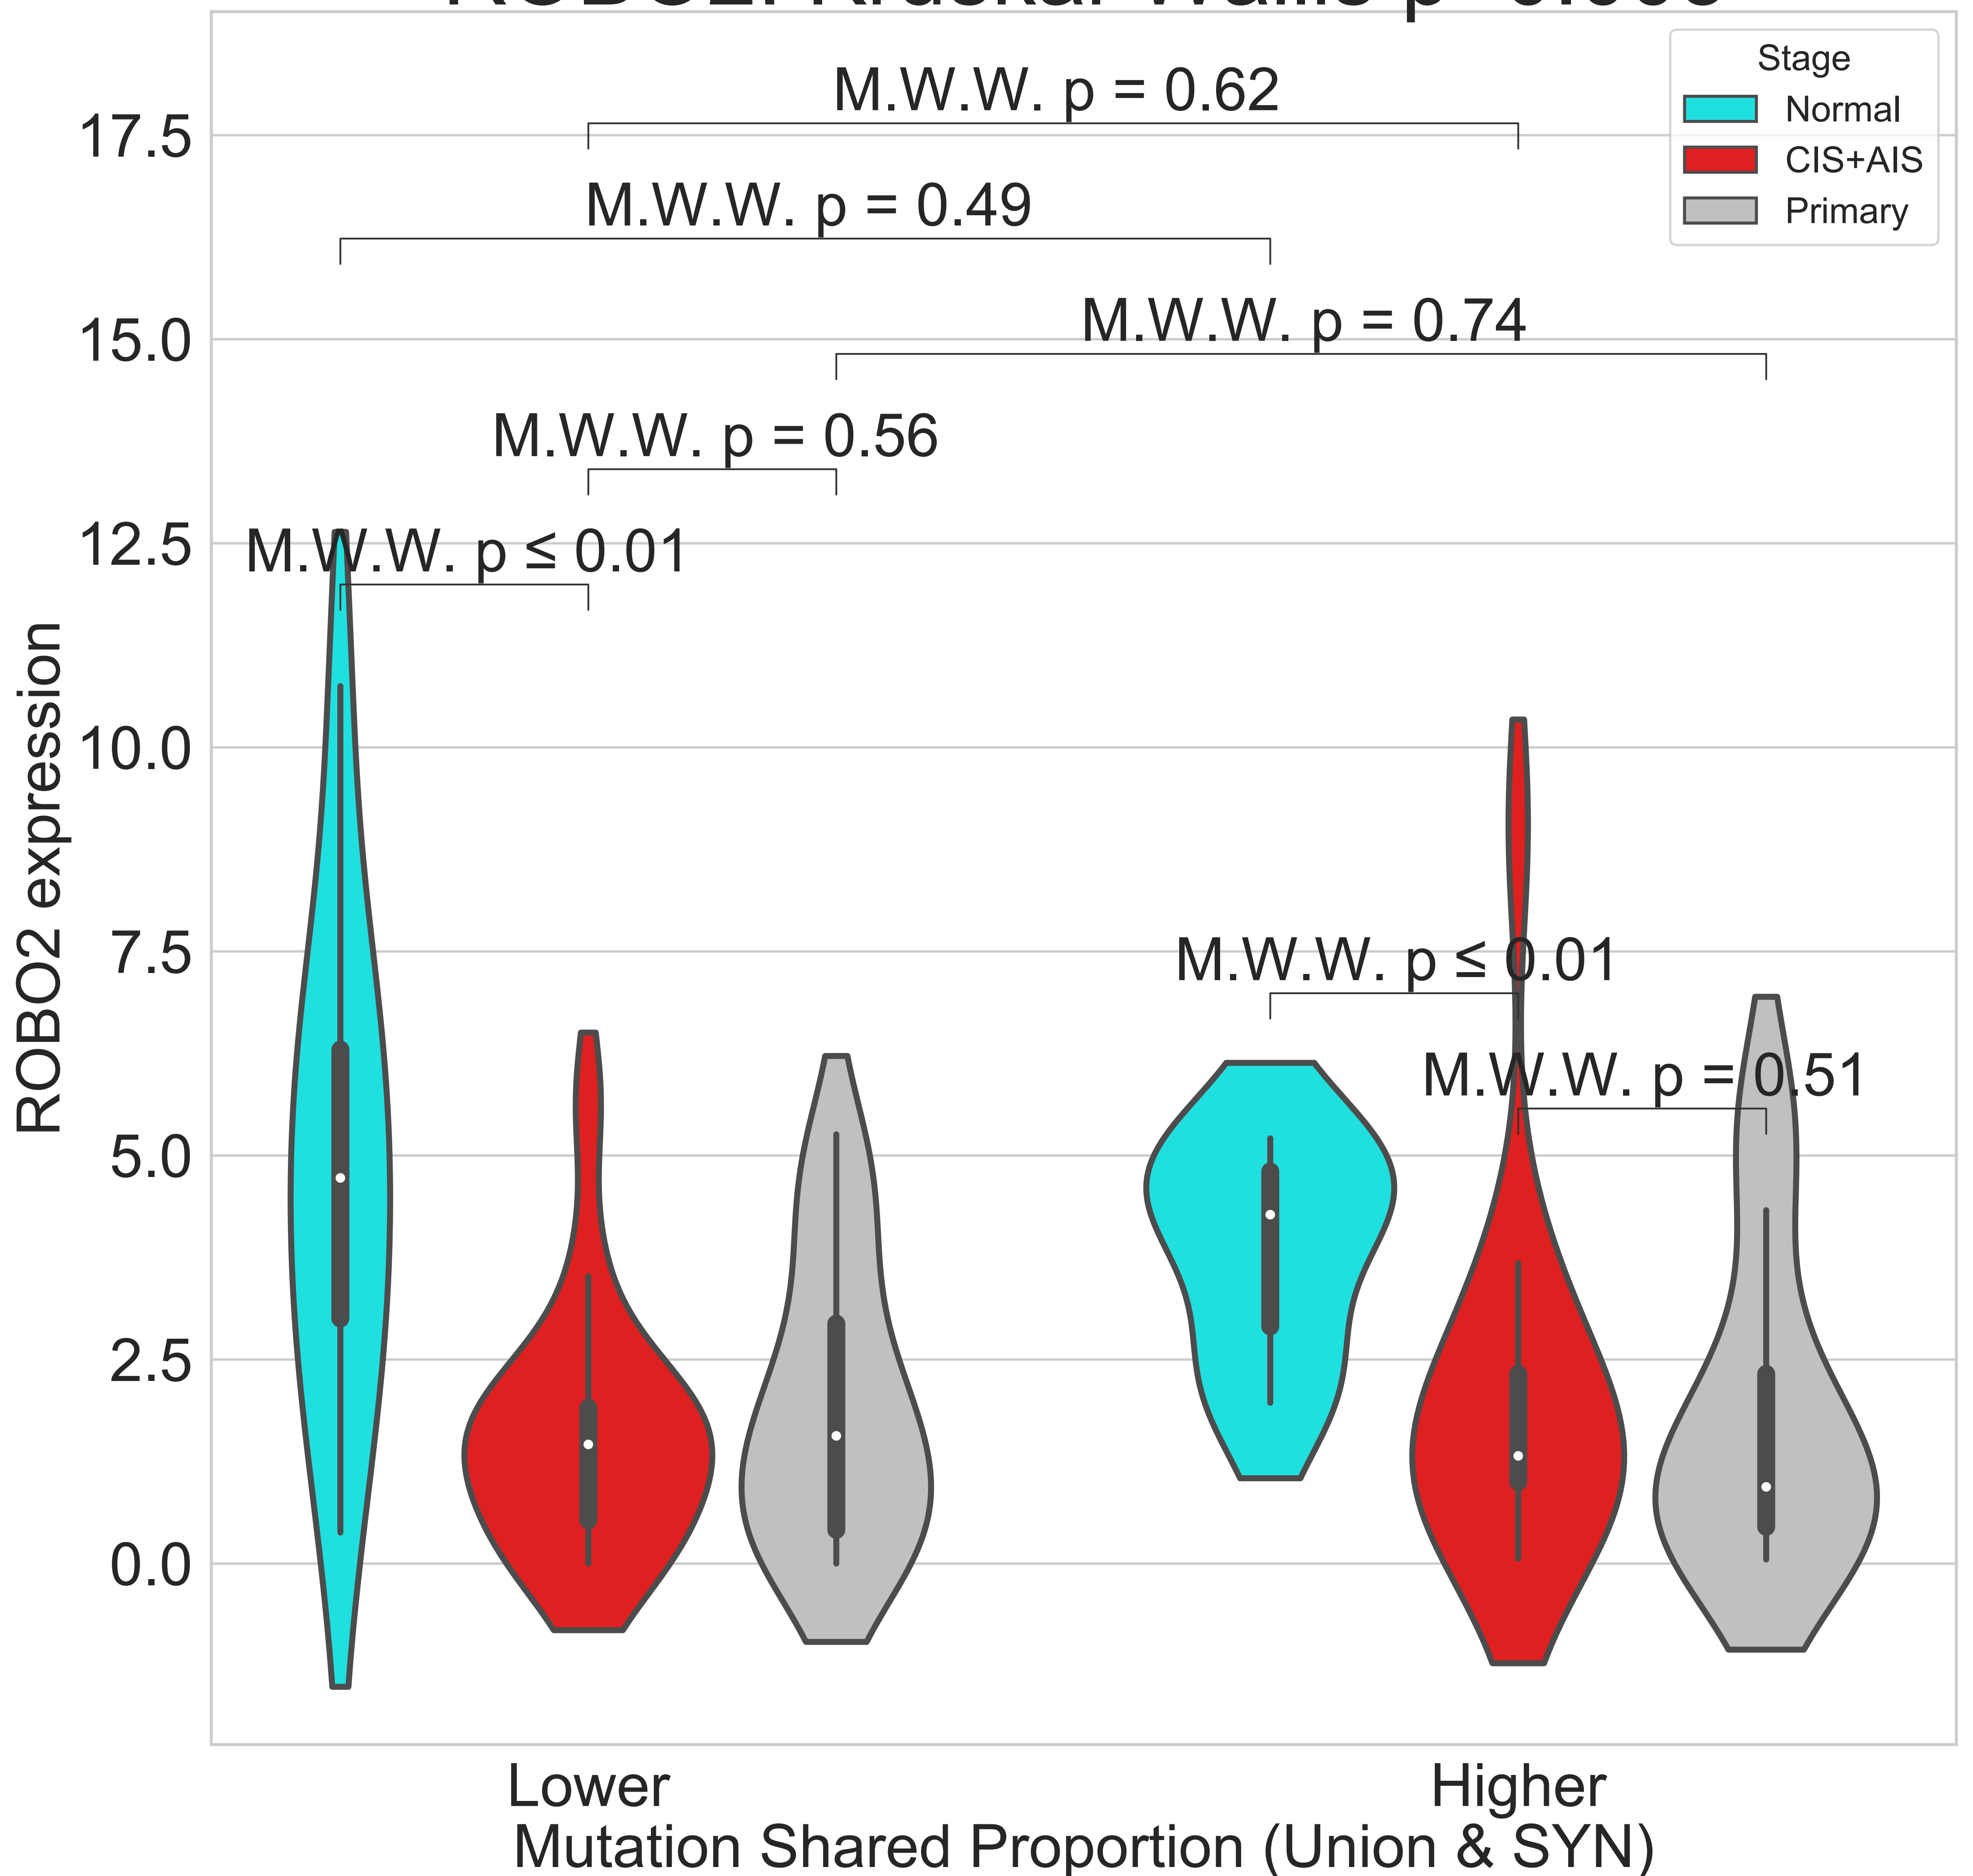 Stage
Normal
CIS+AIS
Primary
M.W.W. p = 0.62
17.5
M.W.W. p = 0.49
M.W.W. p = 0.74
15.0
M.W.W. p = 0.56
12.5
M.W.W. p ≤ 0.01
10.0
7.5
M.W.W. p ≤ 0.01
M.W.W. p = 0.51
5.0
2.5
0.0
ROBO2 expression
Lower
Higher
Mutation Shared Proportion (Union & SYN)